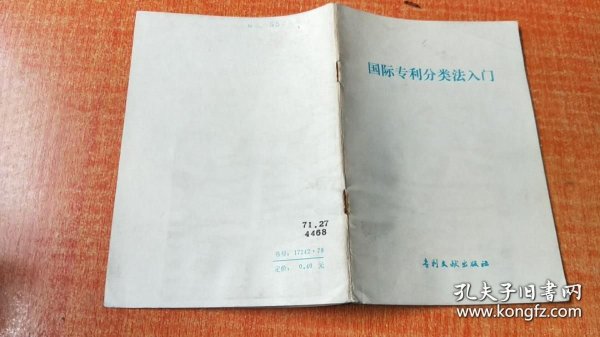 国际专利分类法入门
专利文献出版社
71.27
4468
书号：17242·78
定价： 0.40 元
孔夫子旧书网
www.kongfz.com